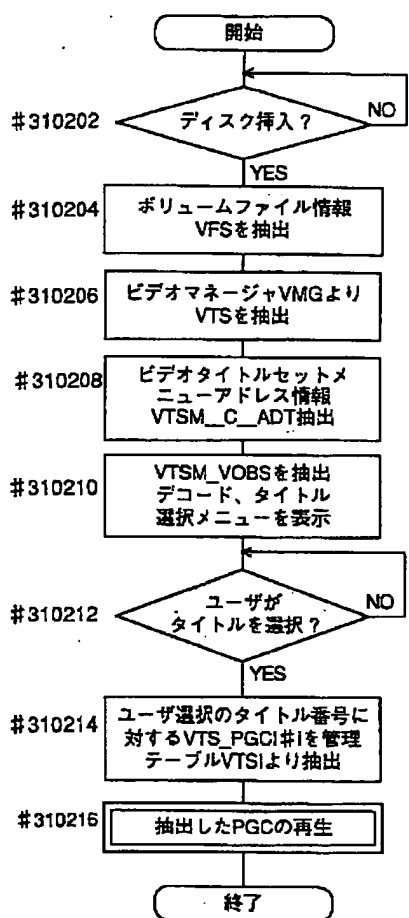 開始
#310202
ディスク挿入?
NO
YES
#310204
ボリュームファイル情報
VFSを抽出
#310206
ビデオマネージャVMGより
VTSを抽出
#310208
ビデオタイトルセットメ
ニューアドレス情報
VTSM__C__ADT抽出
#310210
VTSM_VOBSを抽出
デコード、タイトル
選択メニューを表示
#310212
ユーザが
タイトルを選択?
NO
YES
#310214
ユーザ選択のタイトル番号に
対するVTS_PGCI#iを管理
テーブルVTSIより抽出
#310216
抽出したPGCの再生
終了